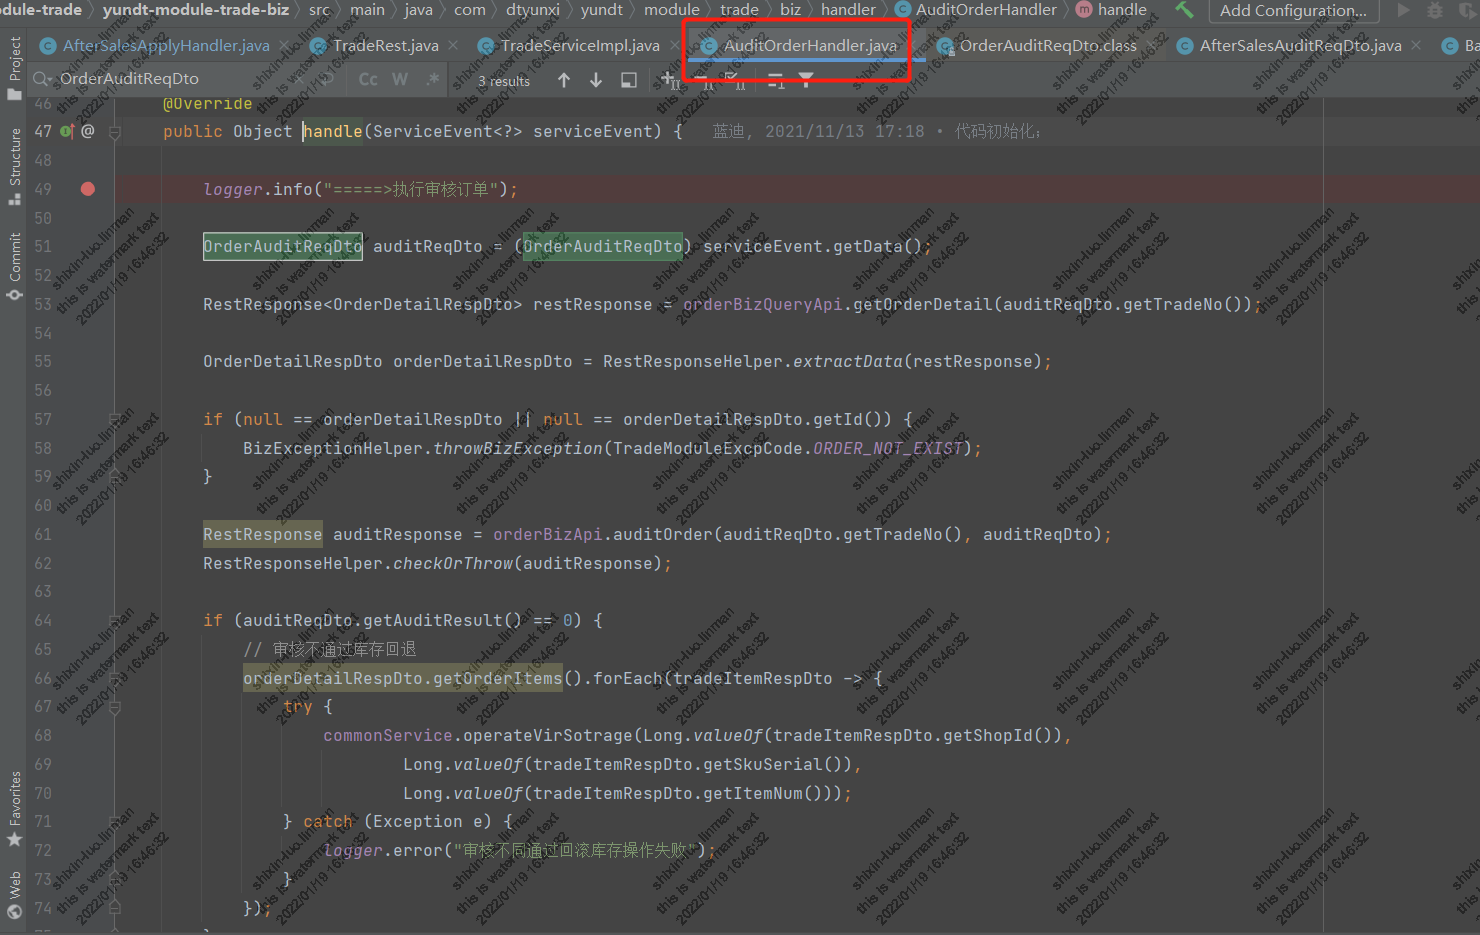 odule-trade 〉 yundt-module-trade-biz 〉 src 〉 main 〉 java 〉 com 〉 dtyunxi 〉 yundt 〉 module 〉 trade 〉 biz 〉 handler 〉 AuditOrderHandler 〉 handle
Add Configuration...
AfterSalesApplyHandler.java × TradeRest.java × TradeServiceImpl.java × AuditOrderHandler.java OrderAuditReqDto.class AfterSalesAuditReqDto.java × Ba
OrderAuditReqDto Cc W .* 3 results
Project
Structure
Commit
Favorites
Web
46 @Override
47 @ public Object handle(ServiceEvent<?> serviceEvent) { 蓝迪, 2021/11/13 17:18 • 代码初始化;
48
49 logger.info("=====>执行审核订单");
50
51 OrderAuditReqDto auditReqDto = (OrderAuditReqDto) serviceEvent.getData();
52
53 RestResponse<OrderDetailRespDto> restResponse = orderBizQueryApi.getOrderDetail(auditReqDto.getTradeNo());
54
55 OrderDetailRespDto orderDetailRespDto = RestResponseHelper.extractData(restResponse);
56
57 if (null == orderDetailRespDto || null == orderDetailRespDto.getId()) {
58 BizExceptionHelper.throwBizException(TradeModuleExcpCode.ORDER_NOT_EXIST);
59 }
60
61 RestResponse auditResponse = orderBizApi.auditOrder(auditReqDto.getTradeNo(), auditReqDto);
62 RestResponseHelper.checkOrThrow(auditResponse);
63
64 if (auditReqDto.getAuditResult() == 0) {
65 // 审核不通过库存回退
66 orderDetailRespDto.getOrderItems().forEach(tradeItemRespDto -> {
67 try {
68 commonService.operateVirSotrage(Long.valueOf(tradeItemRespDto.getShopId()),
69 Long.valueOf(tradeItemRespDto.getSkuSerial()),
70 Long.valueOf(tradeItemRespDto.getItemNum()));
71 } catch (Exception e) {
72 logger.error("审核不同通过回滚库存操作失败");
73 }
74 });
shixin-luo.linman
this is watermark text
2022/01/19 16:46:32